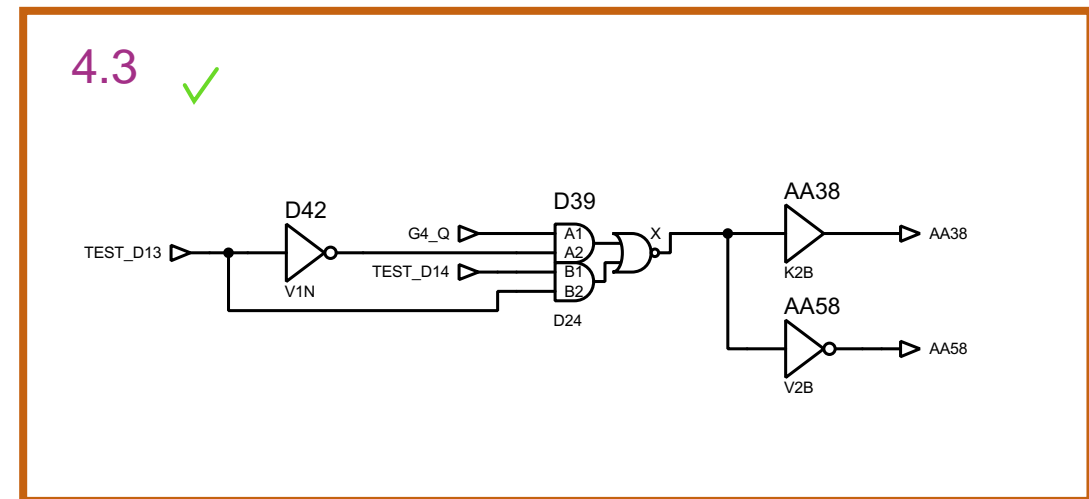 4.3
D42
V1N
TEST_D13
G4_Q
TEST_D14
D39
A1
A2
B1
B2
D24
X
AA38
K2B
AA38
AA58
V2B
AA58